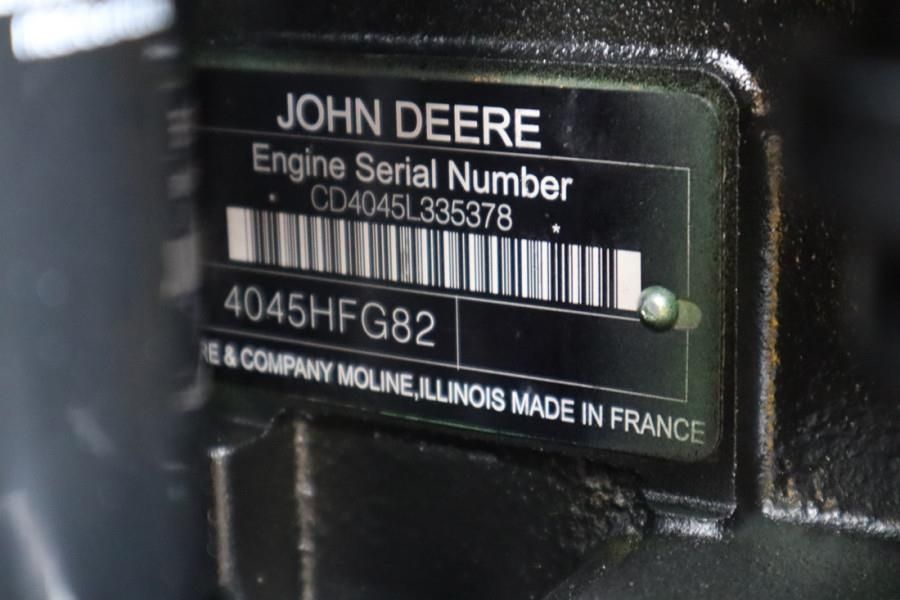 JOHN DEERE
Engine Serial Number
CD4045L335378
* *
4045HFG82
RE & COMPANY MOLINE,ILLINOIS MADE IN FRANCE